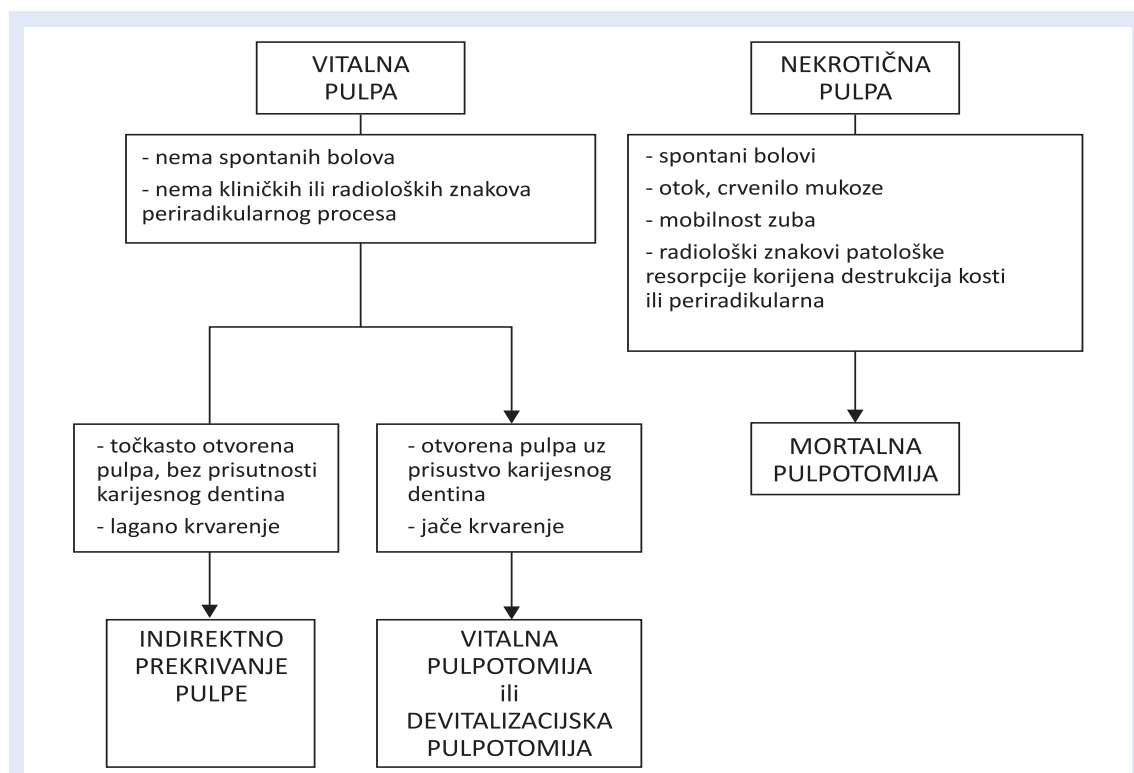 VITALNA
PULPA
- nema spontanih bolova
- nema kliničkih ili radioloških znakova
periradikularnog procesa
NEKROTIČNA
PULPA
- spontani bolovi
- otok, crvenilo mukoze
- mobilnost zuba
- radiološki znakovi patološke
resorpcije korijena destrukcija kosti
ili periradikularna
- točkasto otvorena
pulpa, bez prisutnosti
karijesnog dentina
- lagano krvarenje
- otvorena pulpa uz
prisustvo karijesnog
dentina
- jače krvarenje
MORTALNA
PULPOTOMIJA
INDIREKTNO
PREKRIVANJE
PULPE
VITALNA
PULPOTOMIJA
ili
DEVITALIZACIJSKA
PULPOTOMIJA